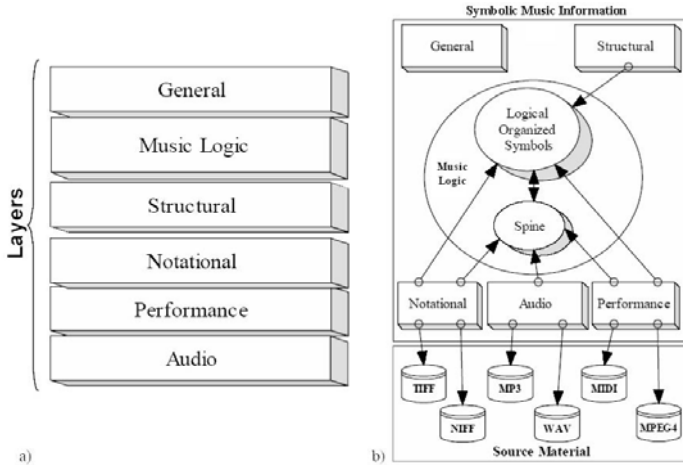 Layers
General
Music Logic
Structural
Notational
Performance
Audio
a)
Symbolic Music Information
General
Structural
Logical
Organized
Symbols
Music
Logic
Spine
Notational
Audio
Performance
TIFF
MP3
MIDI
NIFF
WAV
MPEG-4
Source Material
b)